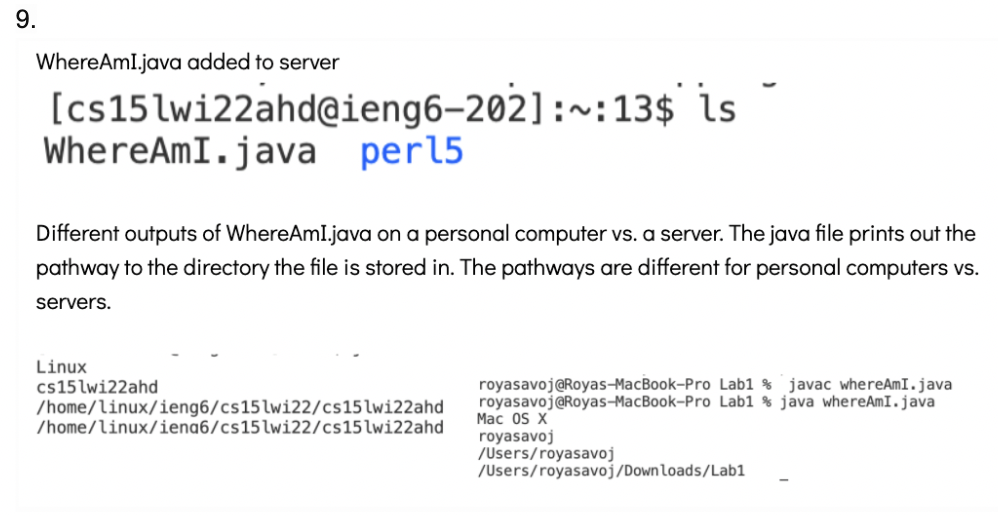 9.
WhereAmI.java added to server
[cs15lwi22ahd@ieng6-202]:~:13$ ls
WhereAmI.java perl5
Different outputs of WhereAmI.java on a personal computer vs. a server. The java file prints out the
pathway to the directory the file is stored in. The pathways are different for personal computers vs.
servers.
Linux
cs15lwi22ahd
/home/linux/ieng6/cs15lwi22/cs15lwi22ahd
/home/linux/ieng6/cs15lwi22/cs15lwi22ahd
royasavoj@Royas-MacBook-Pro Lab1 % javac whereAmI.java
royasavoj@Royas-MacBook-Pro Lab1 % java whereAmI.java
Mac OS X
royasavoj
/Users/royasavoj
/Users/royasavoj/Downloads/Lab1